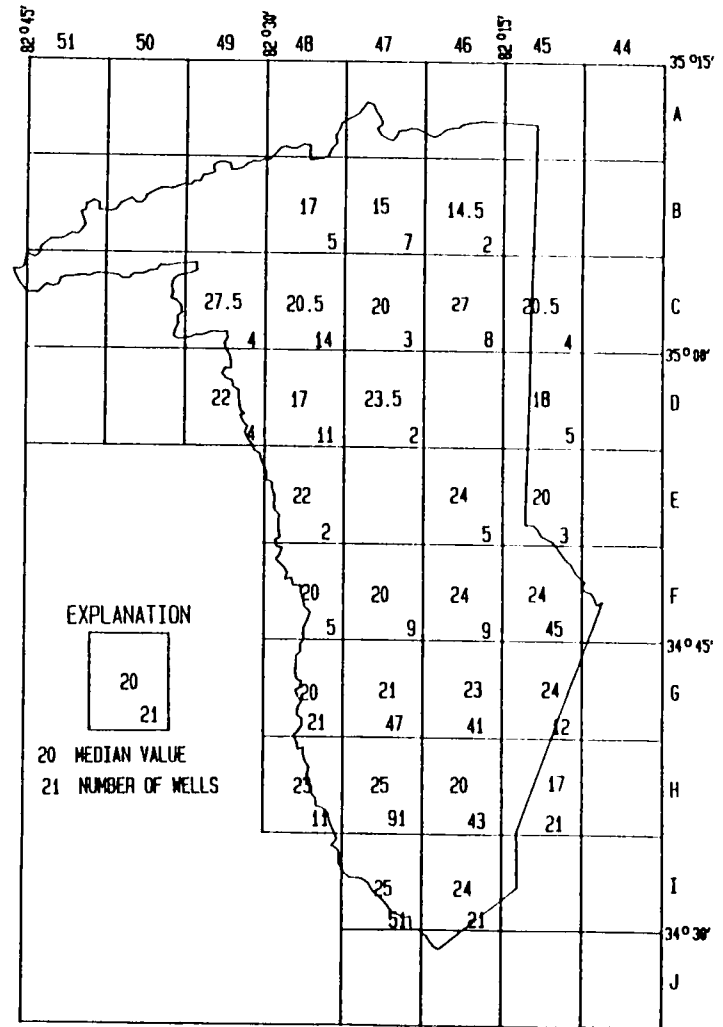 82 °45' 82 °30' 82 °15'
51 50 49 48 47 46 45 44
35 °15'
A
17 15 14.5 B
5 7 2
27.5 20.5 20 27 20.5 C
4 14 3 8 4
35° 00'
22 17 23.5 18 D
4 11 2 5
22 24 20 E
2 5 3
20 20 24 24 F
5 9 9 45
34° 45'
EXPLANATION
20
21
20 MEDIAN VALUE
21 NUMBER OF WELLS
20 21 23 24 G
21 47 41 12
23 25 20 17 H
11 91 43 21
25 24 I
51 21
34° 30'
J